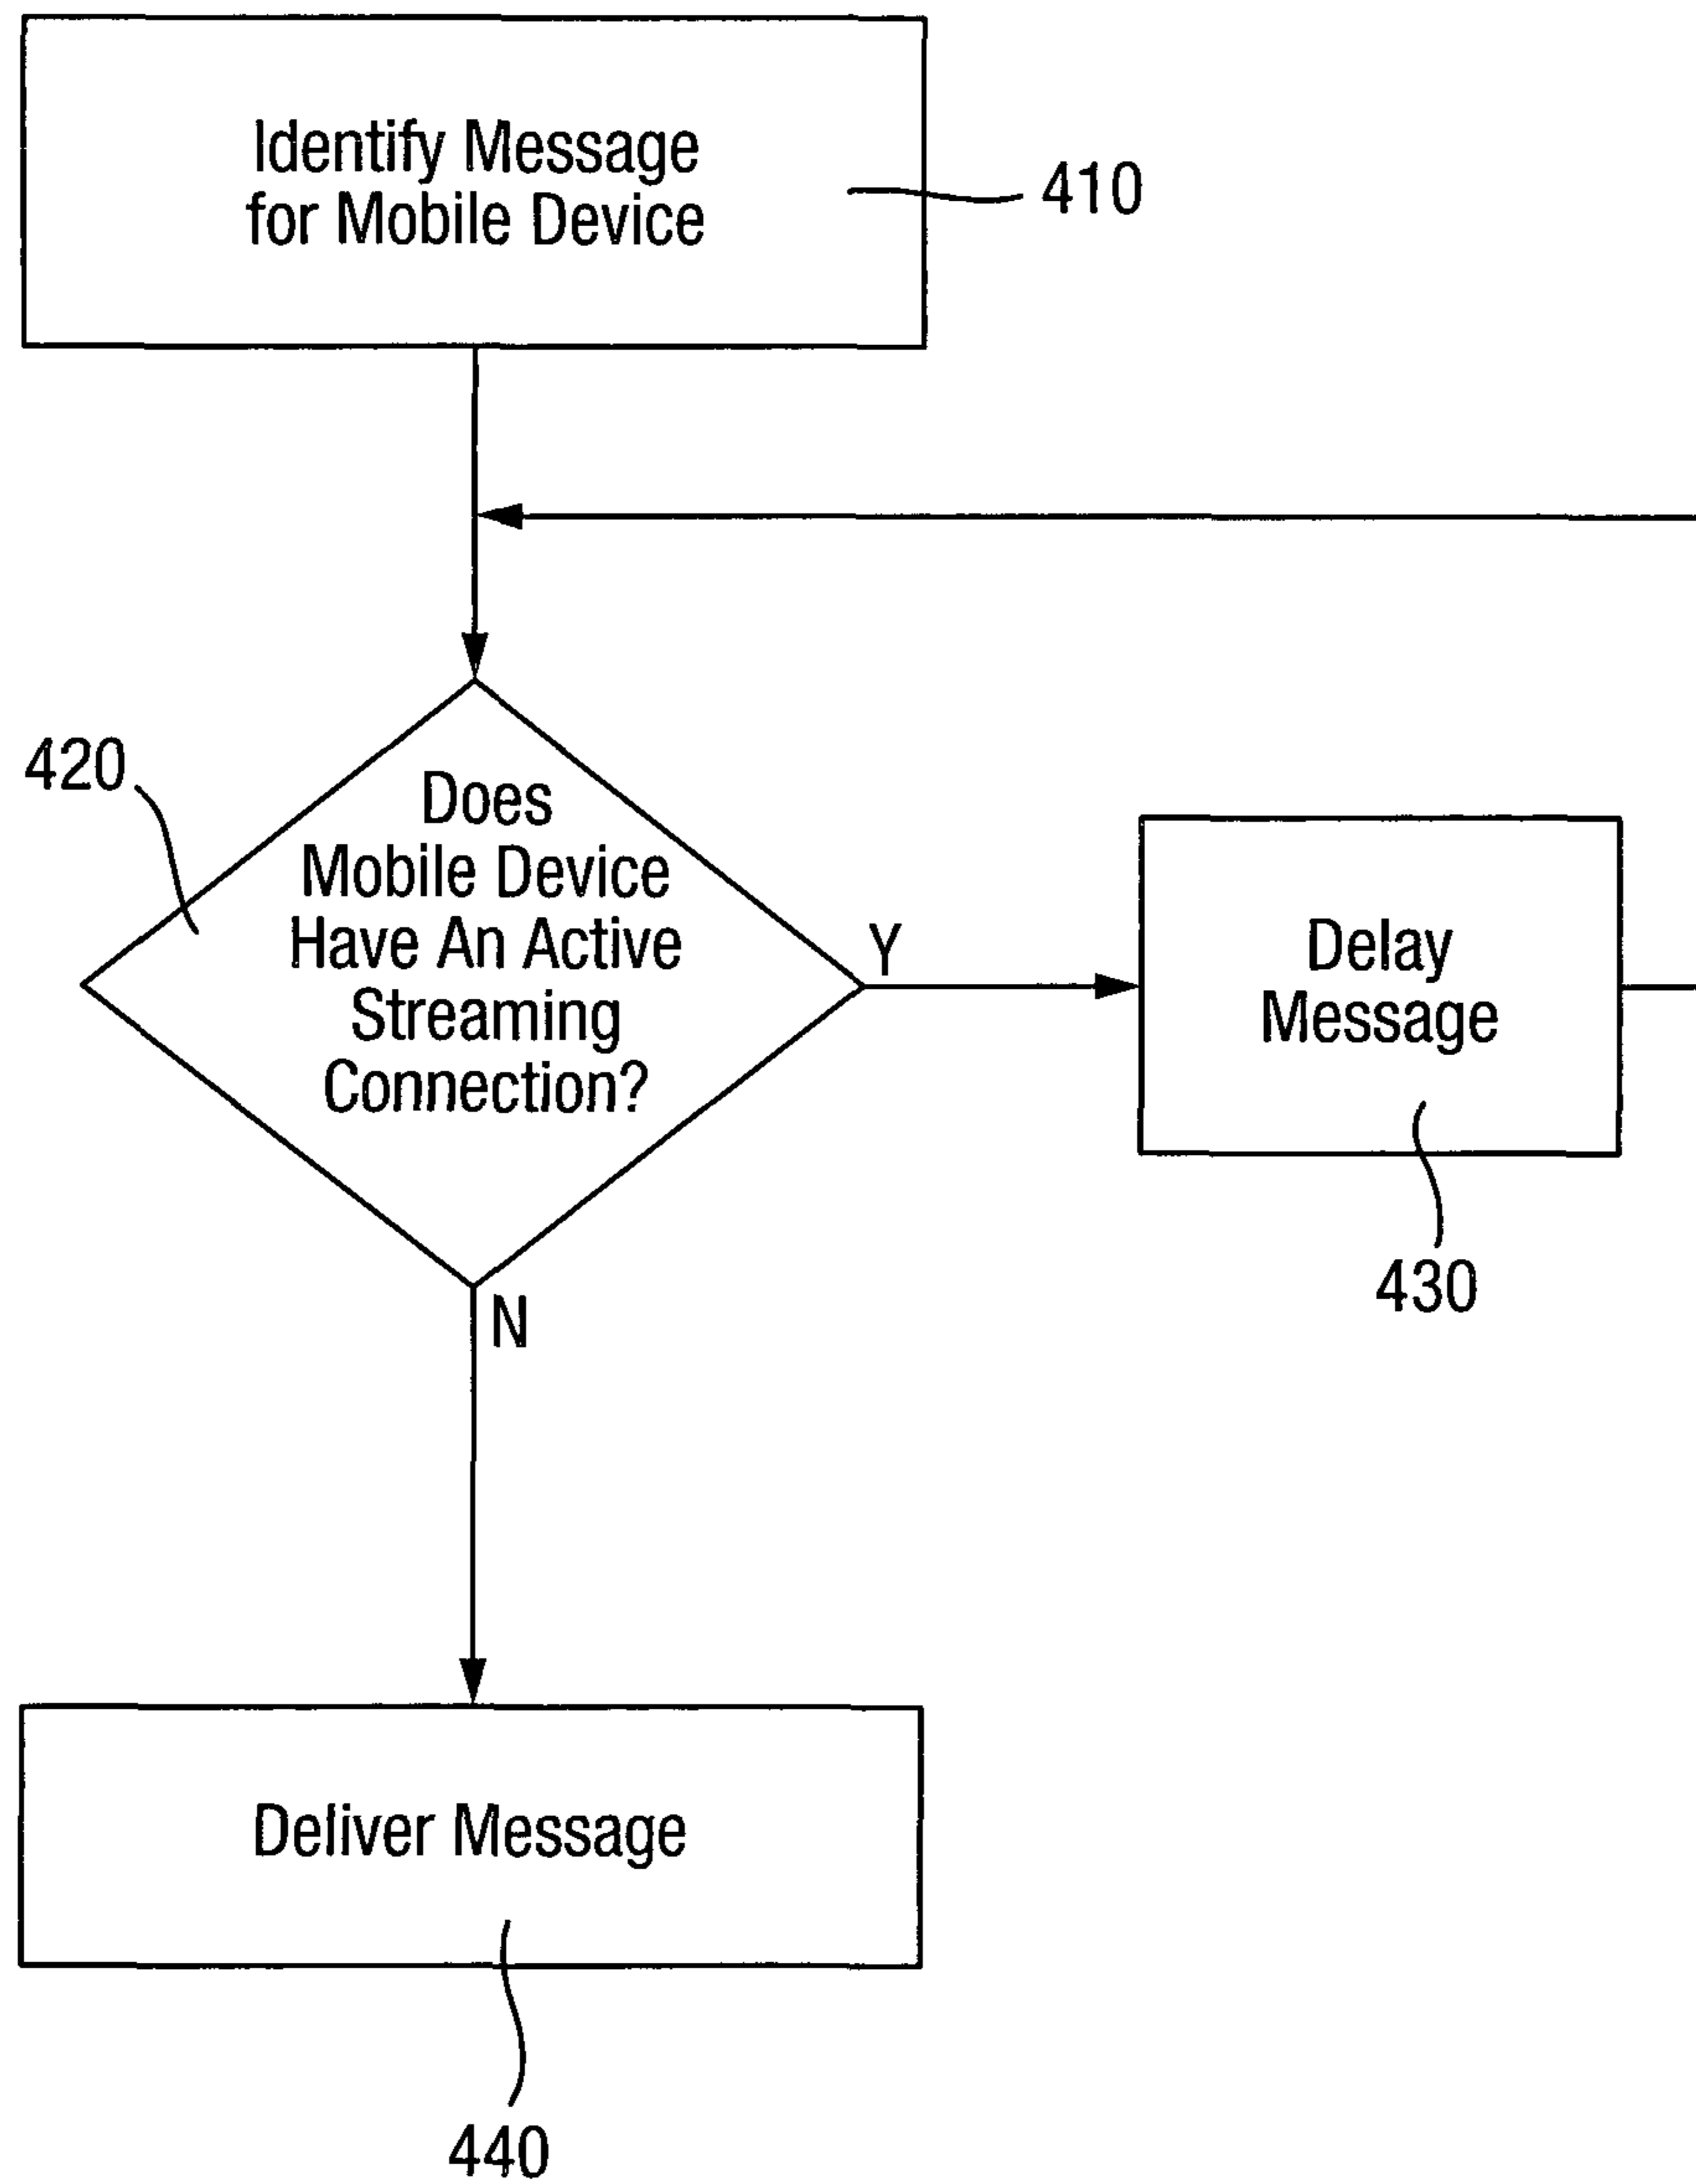 Identify Message
for Mobile Device
410
420
Does
Mobile Device
Have An Active
Streaming
Connection?
Y
Delay
Message
430
N
Deliver Message
440